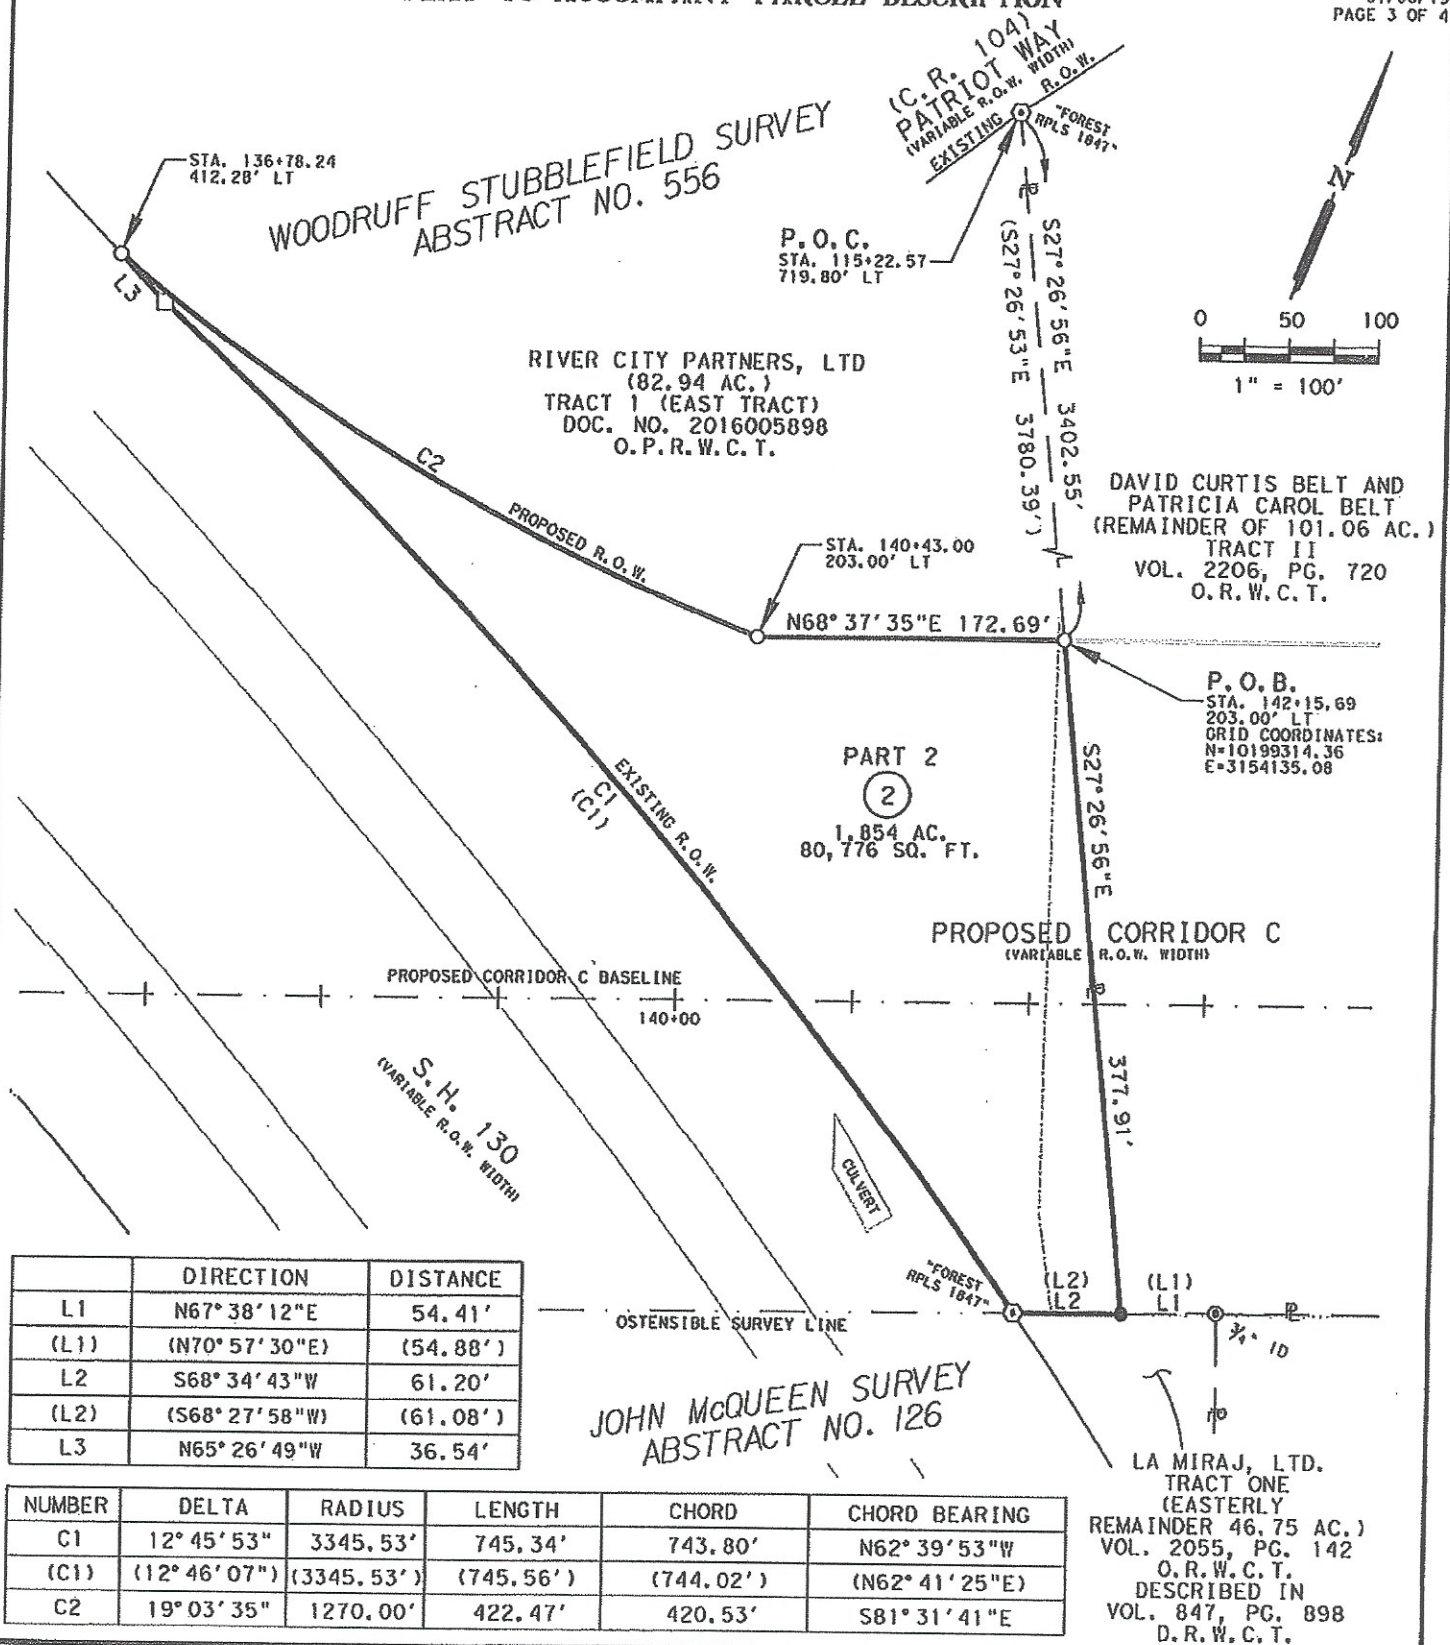 PAGE 3 OF 4
(C.R. 104)
PATRIOT WAY
(VARIABLE R.O.W. WIDTH)
EXISTING R.O.W.
"FOREST
RPLS 1847"
STA. 136+78.24
412.28' LT
WOODRUFF STUBBLEFIELD SURVEY
ABSTRACT NO. 556
L3
P.O.C.
STA. 115+22.57
719.80' LT
S27°26'56"E 3402.55'
(S27°26'53"E 3780.39')
N
0 50 100
1" = 100'
RIVER CITY PARTNERS, LTD
(82.94 AC.)
TRACT 1 (EAST TRACT)
DOC. NO. 2016005898
O.P.R.W.C.T.
C2
PROPOSED R.O.W.
DAVID CURTIS BELT AND
PATRICIA CAROL BELT
(REMAINDER OF 101.06 AC.)
TRACT II
VOL. 2206, PG. 720
O.R.W.C.T.
STA. 140+43.00
203.00' LT
N68°37'35"E 172.69'
P.O.B.
STA. 142+15.69
203.00' LT
GRID COORDINATES:
N=10199314.36
E=3154135.08
PART 2
2
1.854 AC.
80,776 SQ. FT.
EXISTING R.O.W.
C1
(C1)
S27°26'56"E
377.91'
PROPOSED CORRIDOR C
(VARIABLE R.O.W. WIDTH)
PROPOSED CORRIDOR C BASELINE
140+00
S.H. 130
(VARIABLE R.O.W. WIDTH)
CULVERT
"FOREST
RPLS 1847"
(L2) (L1)
L2 L1
3/4" ID
OSTENSIBLE SURVEY LINE
JOHN McQUEEN SURVEY
ABSTRACT NO. 126
LA MIRAJ, LTD.
TRACT ONE
(EASTERLY
REMAINDER 46.75 AC.)
VOL. 2055, PG. 142
O.R.W.C.T.
DESCRIBED IN
VOL. 847, PG. 898
D.R.W.C.T.
DIRECTION DISTANCE
L1 N67°38'12"E 54.41'
(L1) (N70°57'30"E) (54.88')
L2 S68°34'43"W 61.20'
(L2) (S68°27'58"W) (61.08')
L3 N65°26'49"W 36.54'
NUMBER DELTA RADIUS LENGTH CHORD CHORD BEARING
C1 12°45'53" 3345.53' 745.34' 743.80' N62°39'53"W
(C1) (12°46'07") (3345.53') (745.56') (744.02') (N62°41'25"E)
C2 19°03'35" 1270.00' 422.47' 420.53' S81°31'41"E